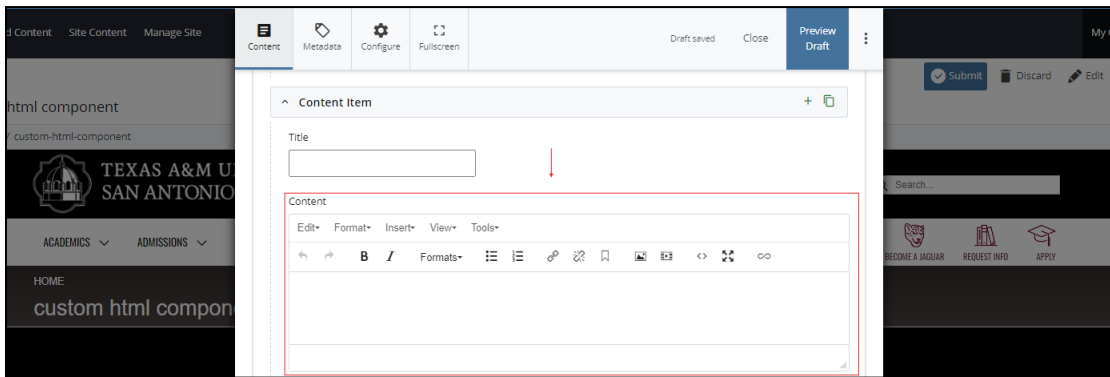 d Content Site Content Manage Site
Content Metadata Configure Fullscreen
Draft saved Close Preview Draft
My
Submit Discard Edit
html component
Content Item
/ custom-html-component
Title
TEXAS A&M U
SAN ANTONIO
Search...
Content
Edit Format Insert View Tools
ACADEMICS ADMISSIONS
B I Formats
BECOME A JAGUAR REQUEST INFO APPLY
HOME
custom html compon